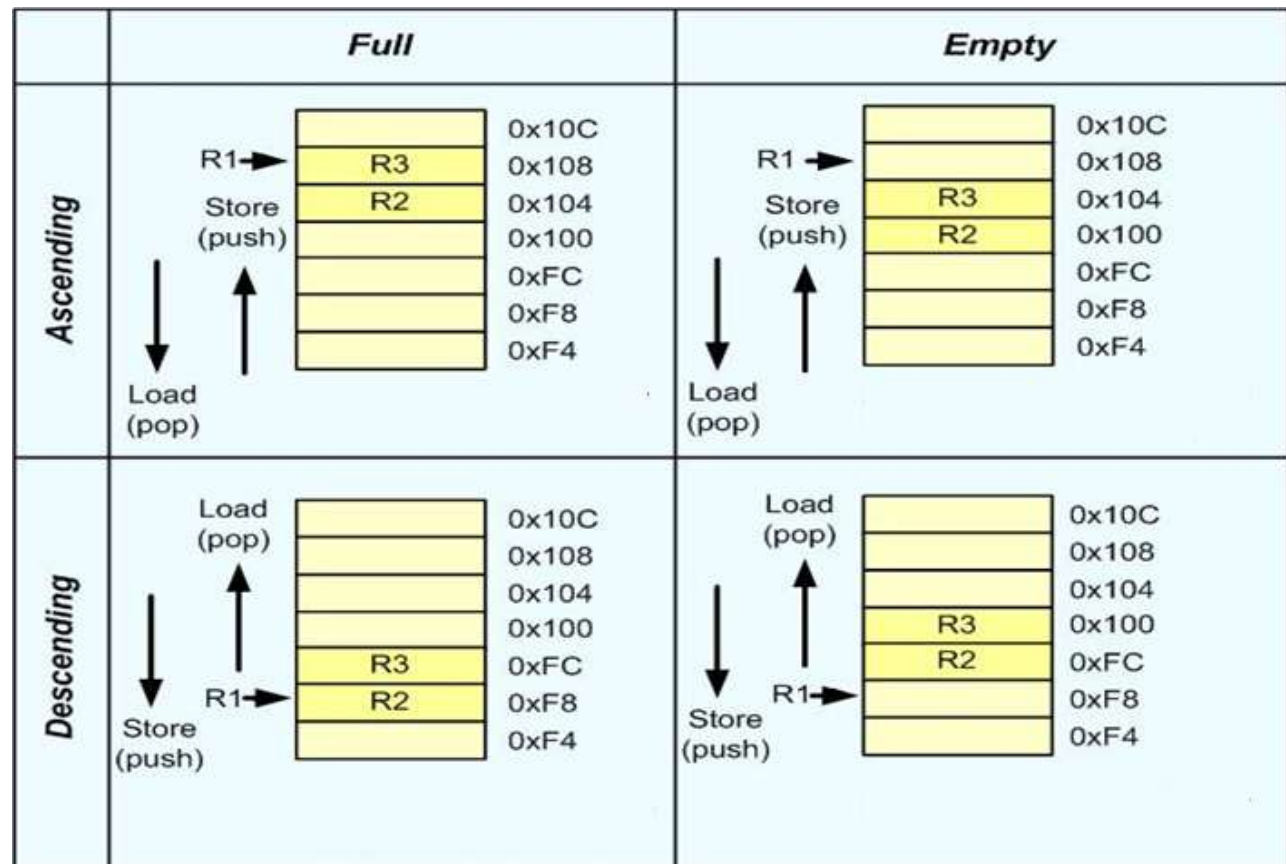 Full
Empty
Ascending
R1
Store
(push)
Load
(pop)
R3
R2
0x10C
0x108
0x104
0x100
0xFC
0xF8
0xF4
R1
Store
(push)
Load
(pop)
R3
R2
0x10C
0x108
0x104
0x100
0xFC
0xF8
0xF4
Descending
Load
(pop)
R1
Store
(push)
R3
R2
0x10C
0x108
0x104
0x100
0xFC
0xF8
0xF4
Load
(pop)
R1
Store
(push)
R3
R2
0x10C
0x108
0x104
0x100
0xFC
0xF8
0xF4